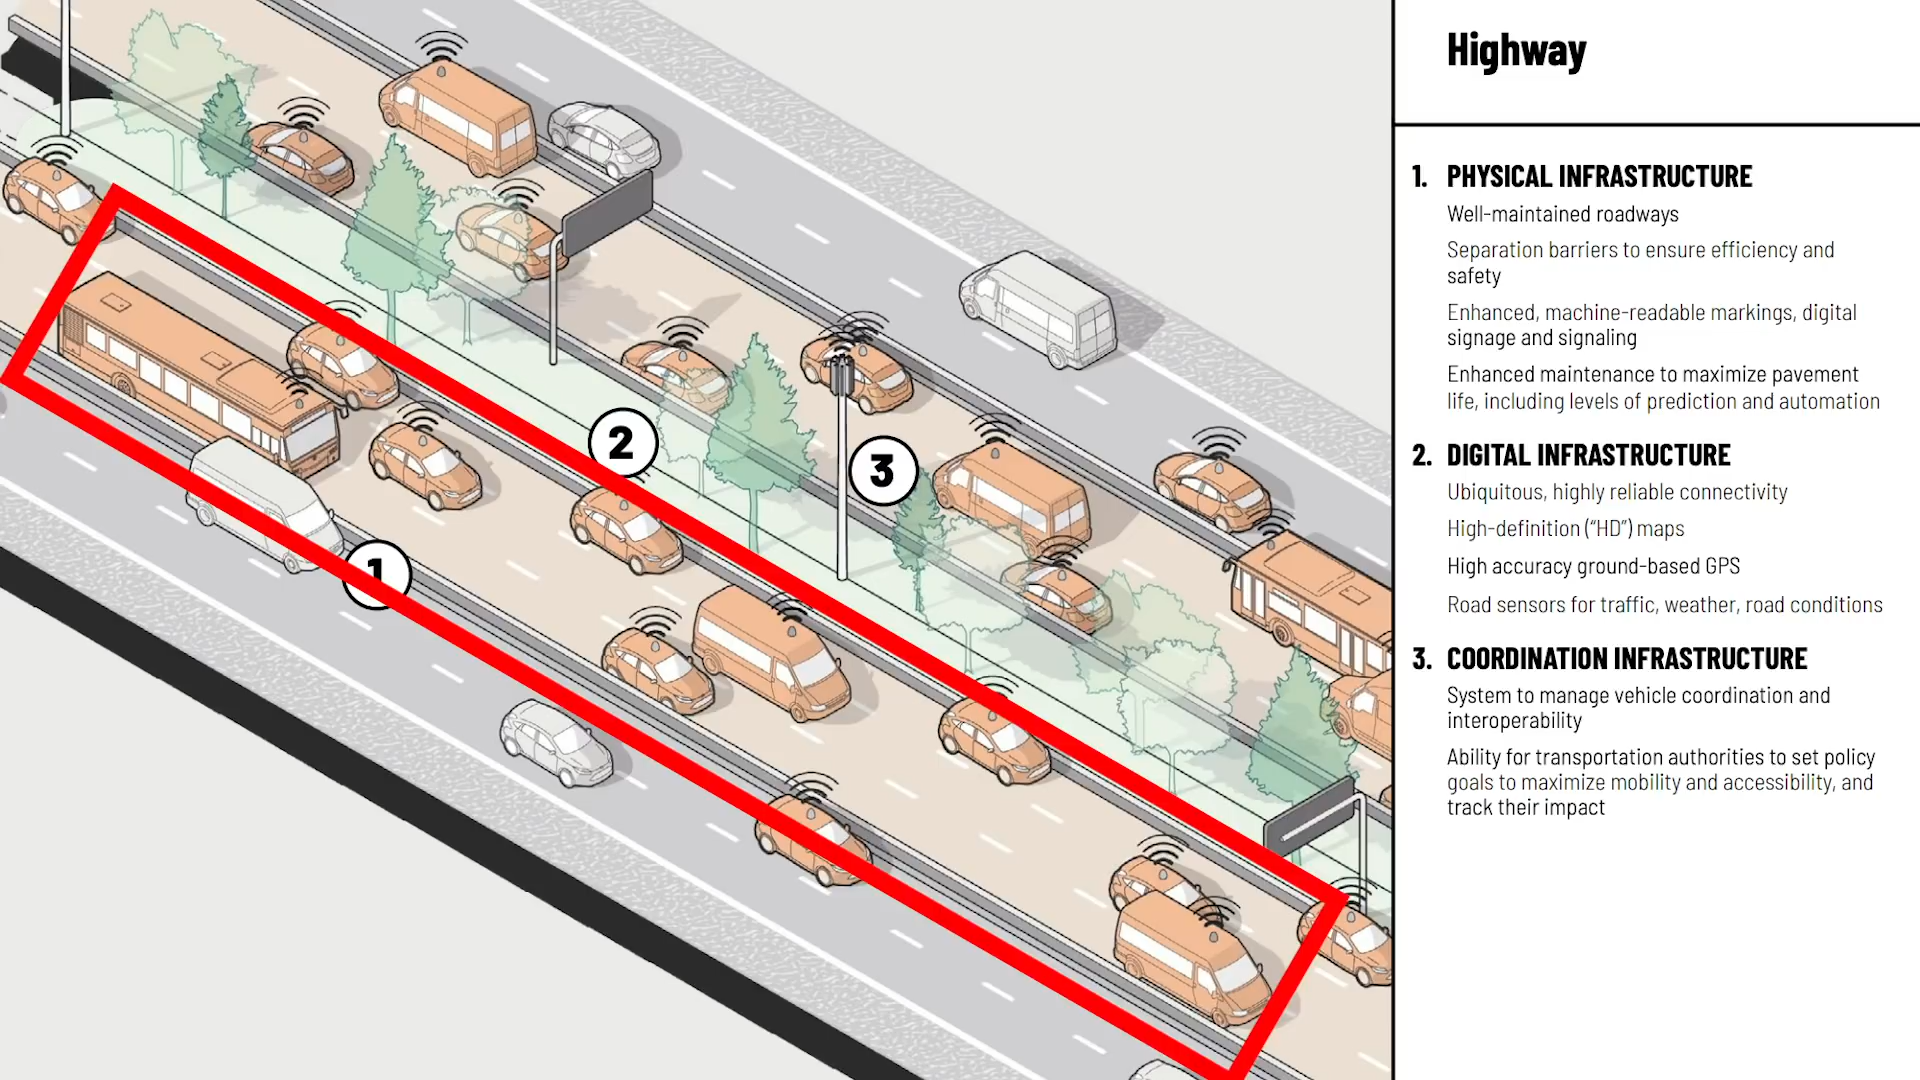 Highway
1. PHYSICAL INFRASTRUCTURE
Well-maintained roadways
Separation barriers to ensure efficiency and
safety
Enhanced, machine-readable markings, digital
signage and signaling
Enhanced maintenance to maximize pavement
life, including levels of prediction and automation
2. DIGITAL INFRASTRUCTURE
Ubiquitous, highly reliable connectivity
High-definition (“HD”) maps
High accuracy ground-based GPS
Road sensors for traffic, weather, road conditions
3. COORDINATION INFRASTRUCTURE
System to manage vehicle coordination and
interoperability
Ability for transportation authorities to set policy
goals to maximize mobility and accessibility, and
track their impact
2
3
1